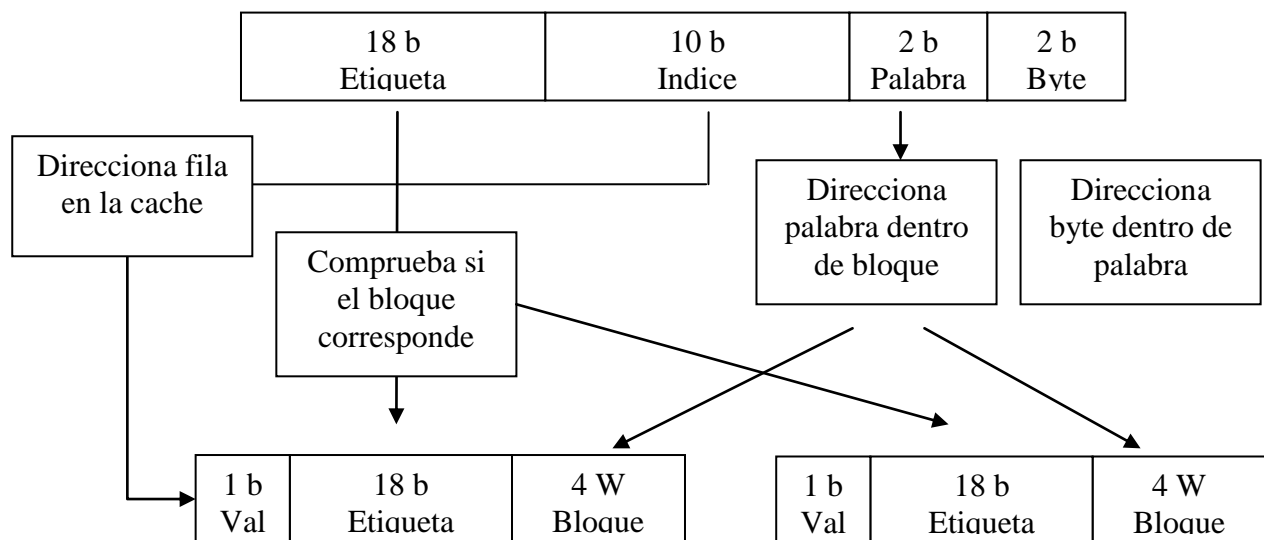 18 b
Etiqueta
10 b
Indice
2 b
Palabra
2 b
Byte
Direcciona fila
en la cache
Comprueba si
el bloque
corresponde
Direcciona
palabra dentro
de bloque
Direcciona
byte dentro de
palabra
1 b
Val
18 b
Etiqueta
4 W
Bloque
1 b
Val
18 b
Etiqueta
4 W
Bloque